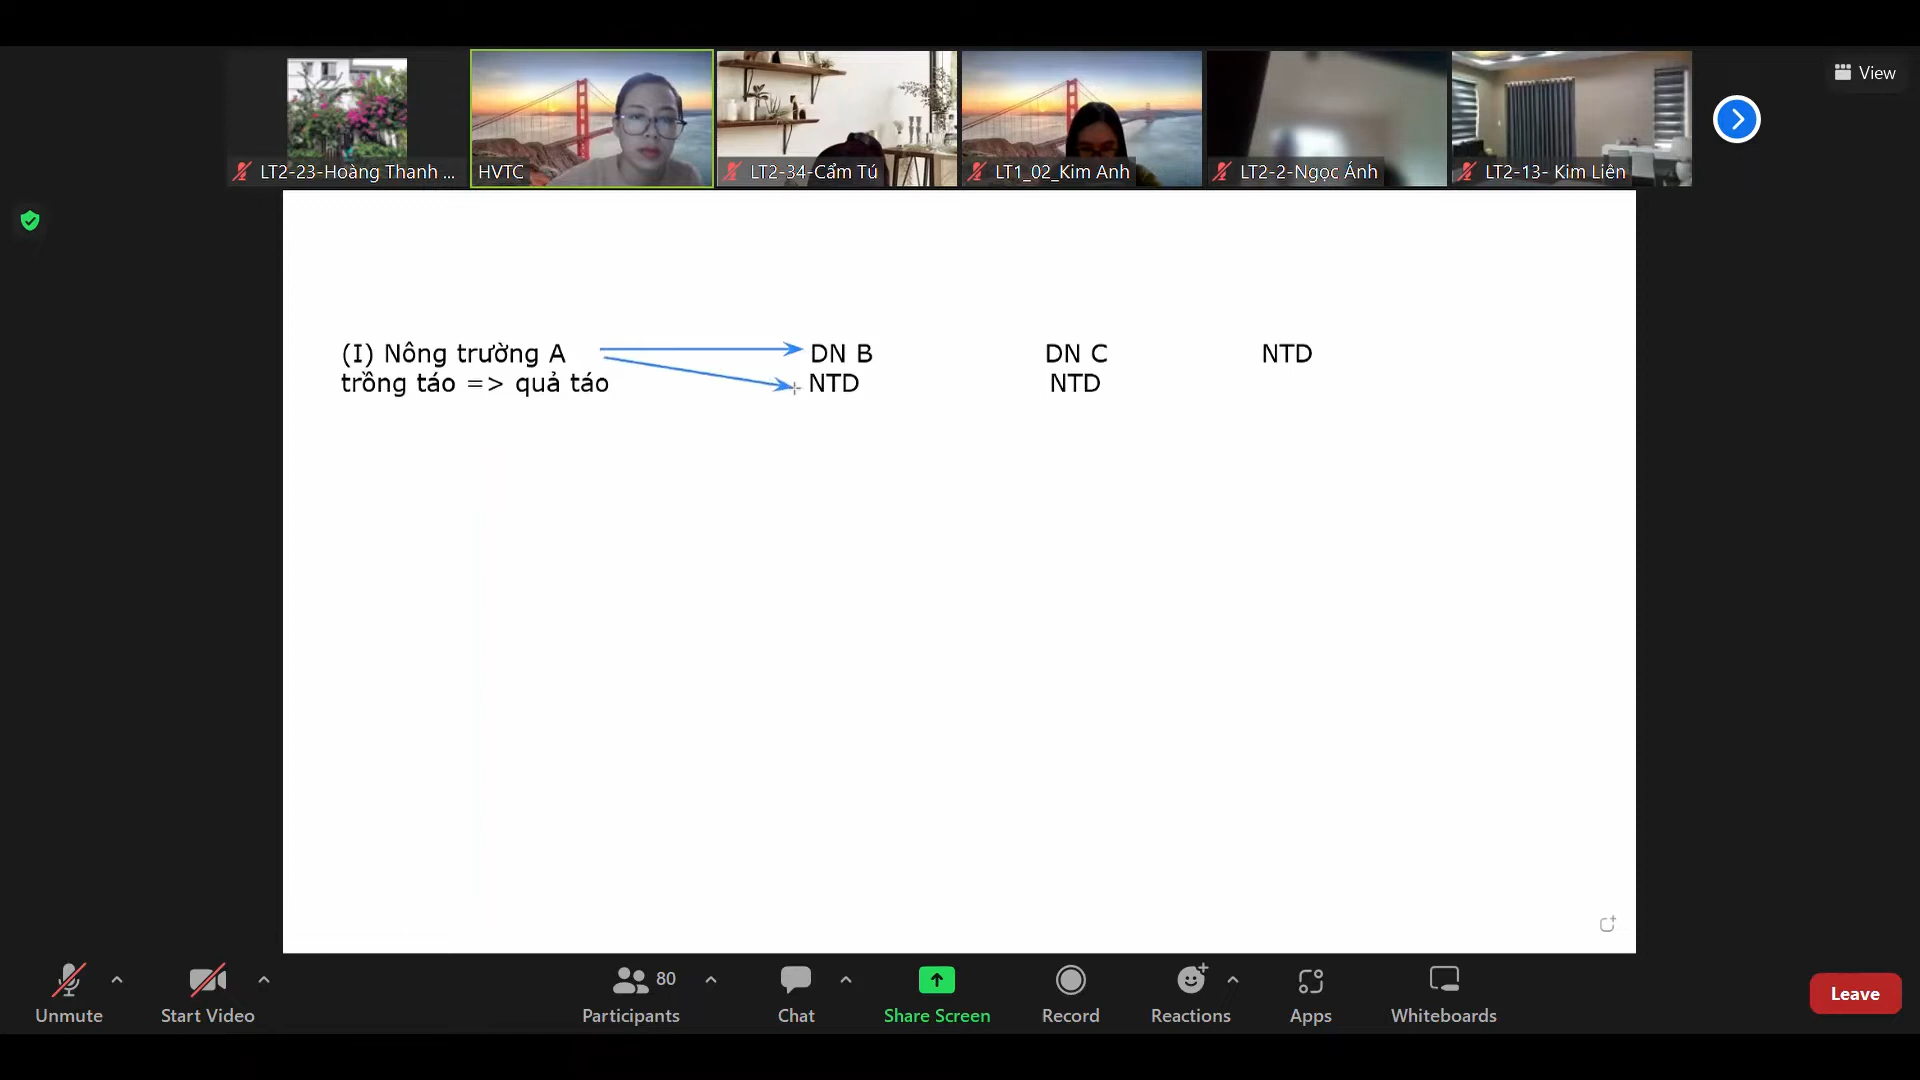 View
LT2-23-Hoàng Thanh ...
HVTC
LT2-34-Cẩm Tú
LT1_02_Kim Anh
LT2-2-Ngọc Ánh
LT2-13- Kim Liên
(I) Nông trường A DN B DN C NTD
trồng táo => quả táo NTD NTD
80
Unmute Start Video Participants Chat Share Screen Record Reactions Apps Whiteboards
Leave